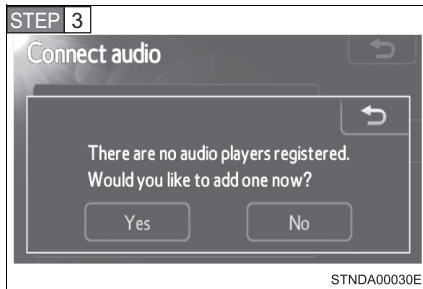 STEP 3
Connect audio
There are no audio players registered.
Would you like to add one now?
Yes No
STNDA00030E